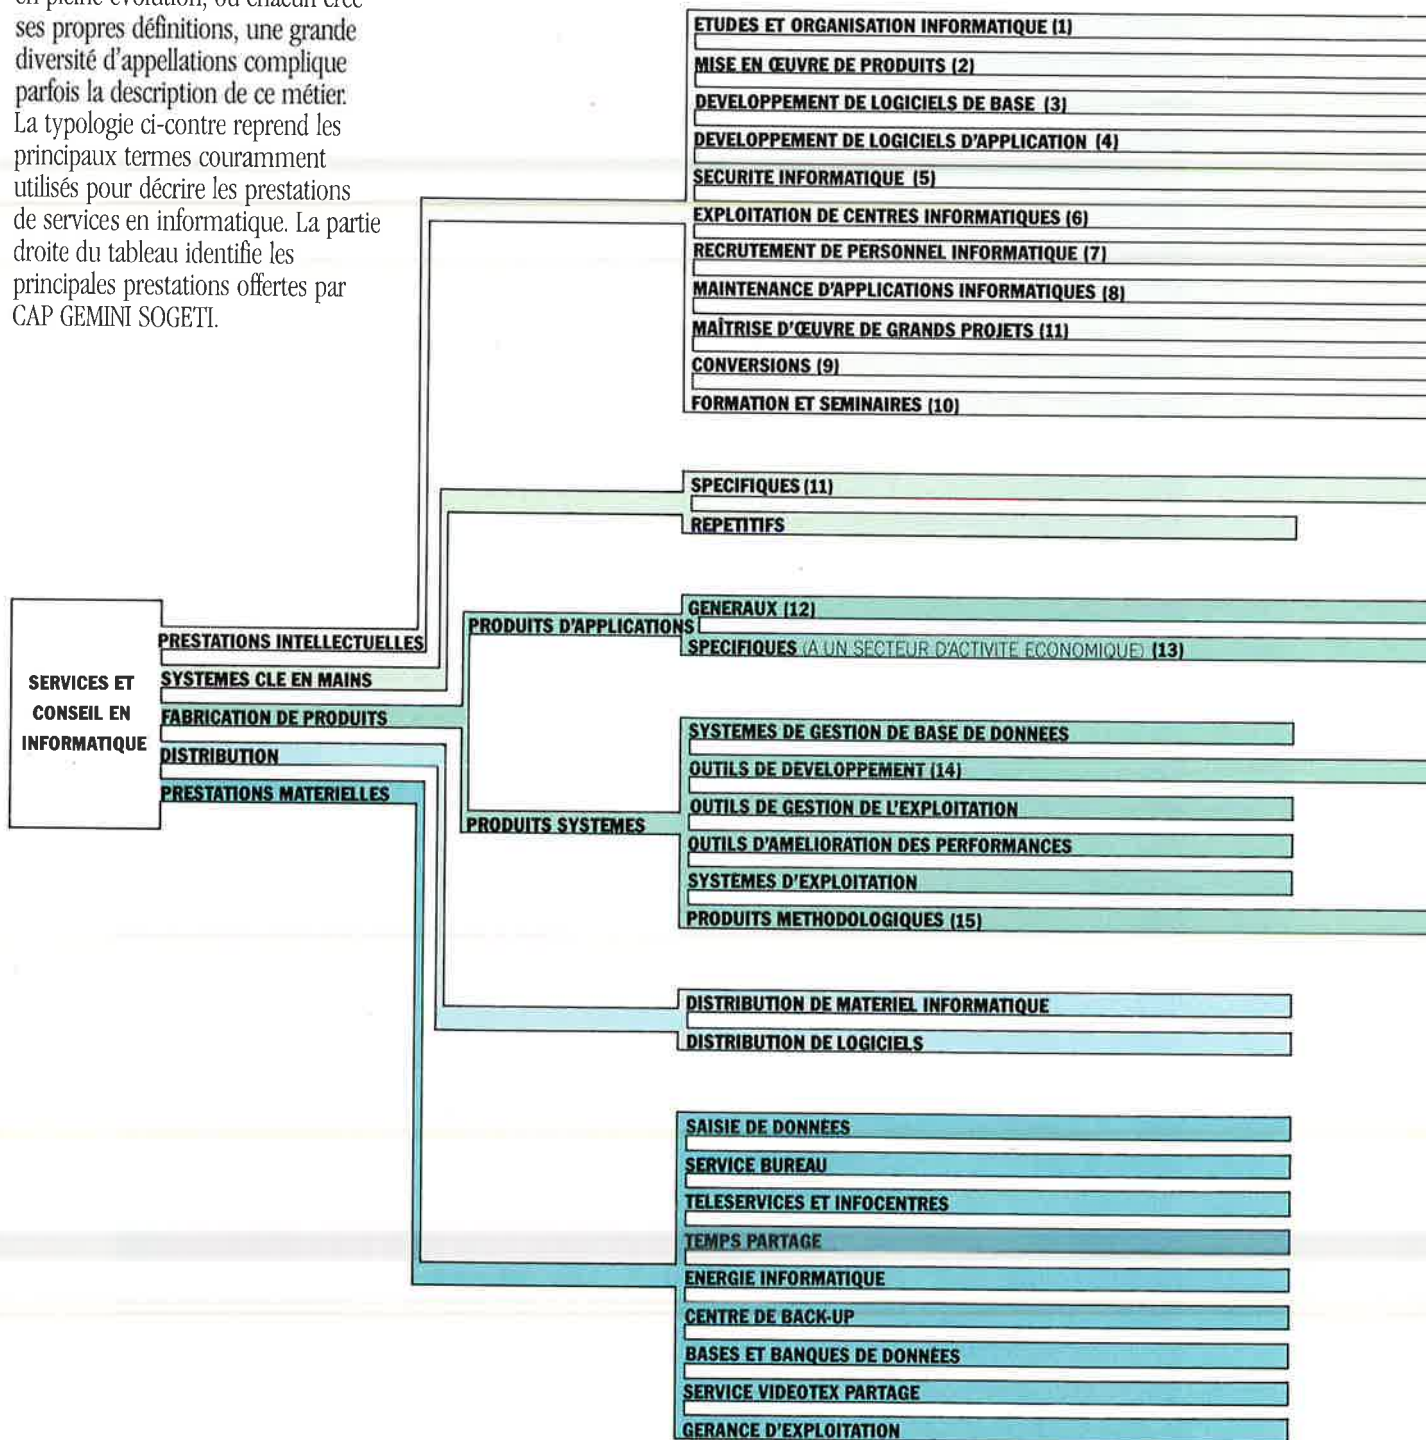 en pleine évolution, où chacun crée
ses propres définitions, une grande
diversité d'appellations complique
parfois la description de ce métier.
La typologie ci-contre reprend les
principaux termes couramment
utilisés pour décrire les prestations
de services en informatique. La partie
droite du tableau identifie les
principales prestations offertes par
CAP GEMINI SOGETI.
SERVICES ET
CONSEIL EN
INFORMATIQUE
PRESTATIONS INTELLECTUELLES
SYSTEMES CLE EN MAINS
FABRICATION DE PRODUITS
DISTRIBUTION
PRESTATIONS MATERIELLES
ETUDES ET ORGANISATION INFORMATIQUE (1)
MISE EN ŒUVRE DE PRODUITS (2)
DEVELOPPEMENT DE LOGICIELS DE BASE (3)
DEVELOPPEMENT DE LOGICIELS D'APPLICATION (4)
SECURITE INFORMATIQUE (5)
EXPLOITATION DE CENTRES INFORMATIQUES (6)
RECRUTEMENT DE PERSONNEL INFORMATIQUE (7)
MAINTENANCE D'APPLICATIONS INFORMATIQUES (8)
MAÎTRISE D'ŒUVRE DE GRANDS PROJETS (11)
CONVERSIONS (9)
FORMATION ET SEMINAIRES (10)
SPECIFIQUES (11)
REPETITIFS
PRODUITS D'APPLICATIONS
GENERAUX (12)
SPECIFIQUES (A UN SECTEUR D'ACTIVITE ECONOMIQUE) (13)
PRODUITS SYSTEMES
SYSTEMES DE GESTION DE BASE DE DONNEES
OUTILS DE DEVELOPPEMENT (14)
OUTILS DE GESTION DE L'EXPLOITATION
OUTILS D'AMELIORATION DES PERFORMANCES
SYSTEMES D'EXPLOITATION
PRODUITS METHODOLOGIQUES (15)
DISTRIBUTION DE MATERIEL INFORMATIQUE
DISTRIBUTION DE LOGICIELS
SAISIE DE DONNÉES
SERVICE BUREAU
TELESERVICES ET INFOCENTRES
TEMPS PARTAGE
ENERGIE INFORMATIQUE
CENTRE DE BACK-UP
BASES ET BANQUES DE DONNÉES
SERVICE VIDEOTEX PARTAGE
GERANCE D'EXPLOITATION